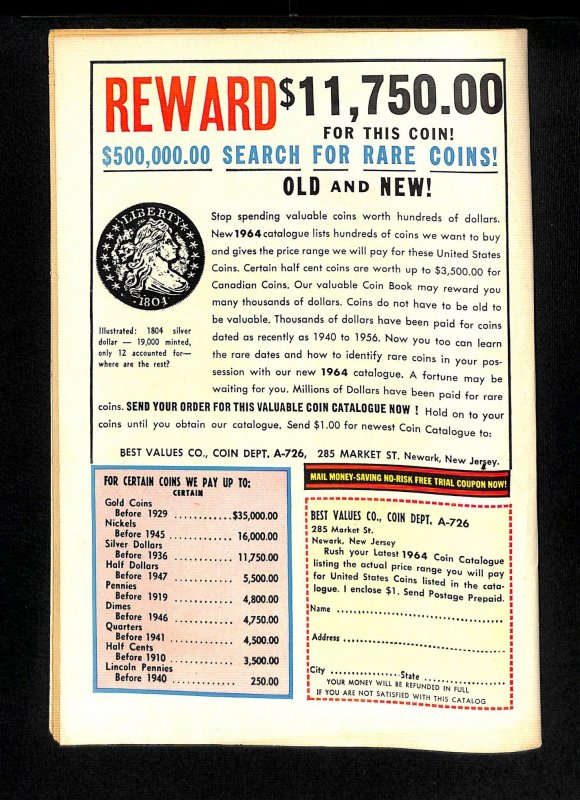 REWARD $11,750.00
FOR THIS COIN!
$500,000.00 SEARCH FOR RARE COINS!
OLD AND NEW!
LIBERTY
1804
Illustrated: 1804 silver
dollar — 19,000 minted,
only 12 accounted for—
where are the rest?
Stop spending valuable coins worth hundreds of dollars.
New 1964 catalogue lists hundreds of coins we want to buy
and gives the price range we will pay for these United States
Coins. Certain half cent coins are worth up to $3,500.00 for
Canadian Coins. Our valuable Coin Book may reward you
many thousands of dollars. Coins do not have to be old to
be valuable. Thousands of dollars have been paid for coins
dated as recently as 1940 to 1956. Now you too can learn
the rare dates and how to identify rare coins in your pos-
session with our new 1964 catalogue. A fortune may be
waiting for you. Millions of Dollars have been paid for rare
coins. SEND YOUR ORDER FOR THIS VALUABLE COIN CATALOGUE NOW ! Hold on to your
coins until you obtain our catalogue. Send $1.00 for newest Coin Catalogue to:
BEST VALUES CO., COIN DEPT. A-726, 285 MARKET ST. Newark, New Jersey.
FOR CERTAIN COINS WE PAY UP TO:
CERTAIN
Gold Coins
Before 1929 ............$35,000.00
Nickels
Before 1945 ............ 16,000.00
Silver Dollars
Before 1936 ............ 11,750.00
Half Dollars
Before 1947 ............ 5,500.00
Pennies
Before 1919 ............ 4,800.00
Dimes
Before 1946 ............ 4,750.00
Quarters
Before 1941 ............ 4,500.00
Half Cents
Before 1910 ............ 3,500.00
Lincoln Pennies
Before 1940 ............ 250.00
MAIL MONEY-SAVING NO-RISK FREE TRIAL COUPON NOW!
BEST VALUES CO., COIN DEPT. A-726
285 Market St.
Newark, New Jersey
Rush your Latest 1964 Coin Catalogue
listing the actual price range you will pay
for United States Coins listed in the cata-
logue. I enclose $1. Send Postage Prepaid.
Name ..............................
Address ..............................
City ................State ................
YOUR MONEY WILL BE REFUNDED IN FULL
IF YOU ARE NOT SATISFIED WITH THIS CATALOG